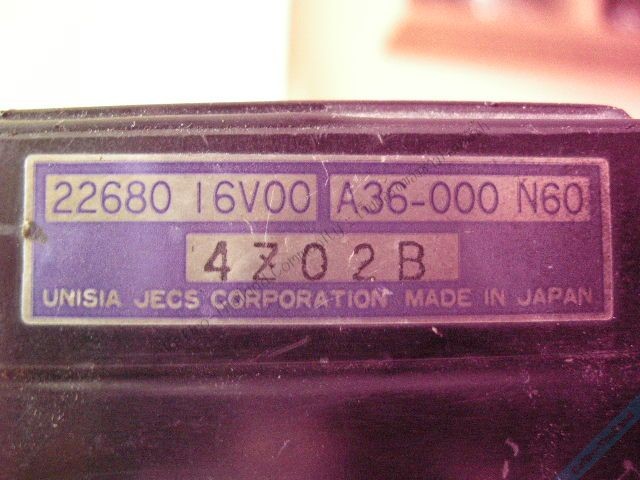 22680 16V00 A36-000 N60
4Z02B
UNISIA JECS CORPORATION MADE IN JAPAN